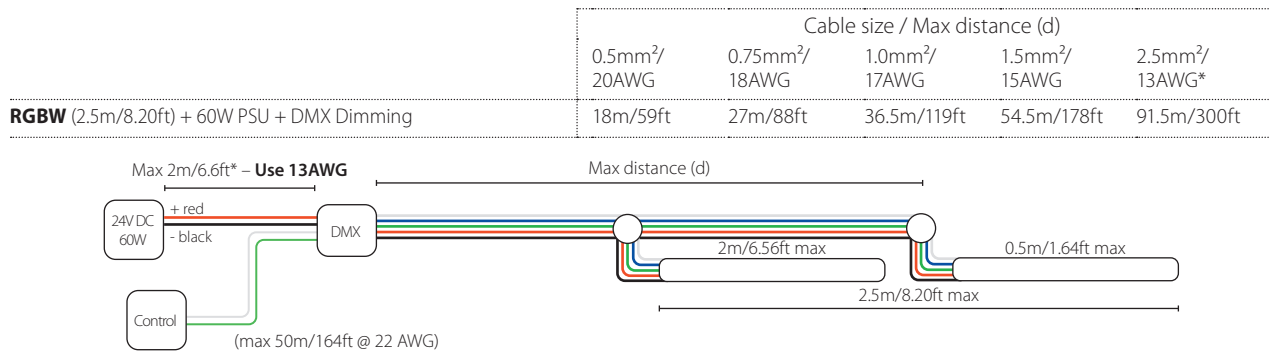 Cable size / Max distance (d)
0.5mm²/ 0.75mm²/ 1.0mm²/ 1.5mm²/ 2.5mm²/
20AWG 18AWG 17AWG 15AWG 13AWG*
RGBW (2.5m/8.20ft) + 60W PSU + DMX Dimming 18m/59ft 27m/88ft 36.5m/119ft 54.5m/178ft 91.5m/300ft
Max 2m/6.6ft* – Use 13AWG
Max distance (d)
24V DC
60W
+ red
- black
DMX
2m/6.56ft max
0.5m/1.64ft max
2.5m/8.20ft max
Control
(max 50m/164ft @ 22 AWG)